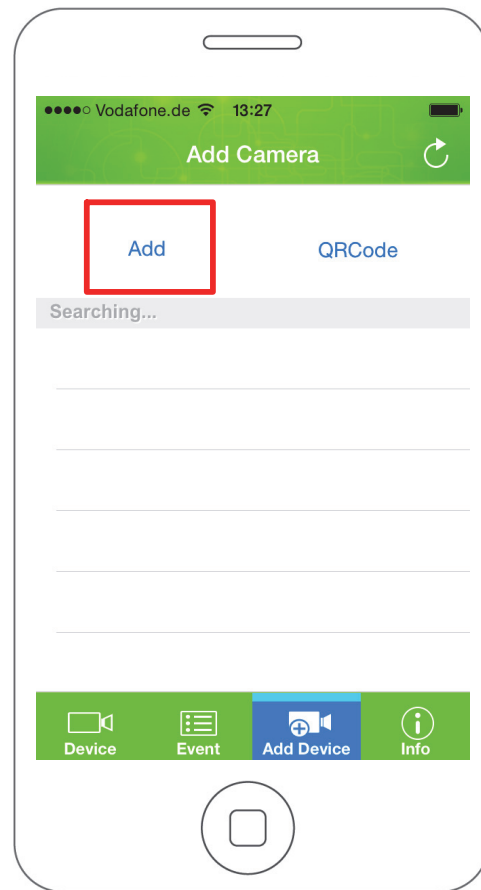 Vodafone.de 13:27
Add Camera
Add QRCode
Searching...
Device Event Add Device Info